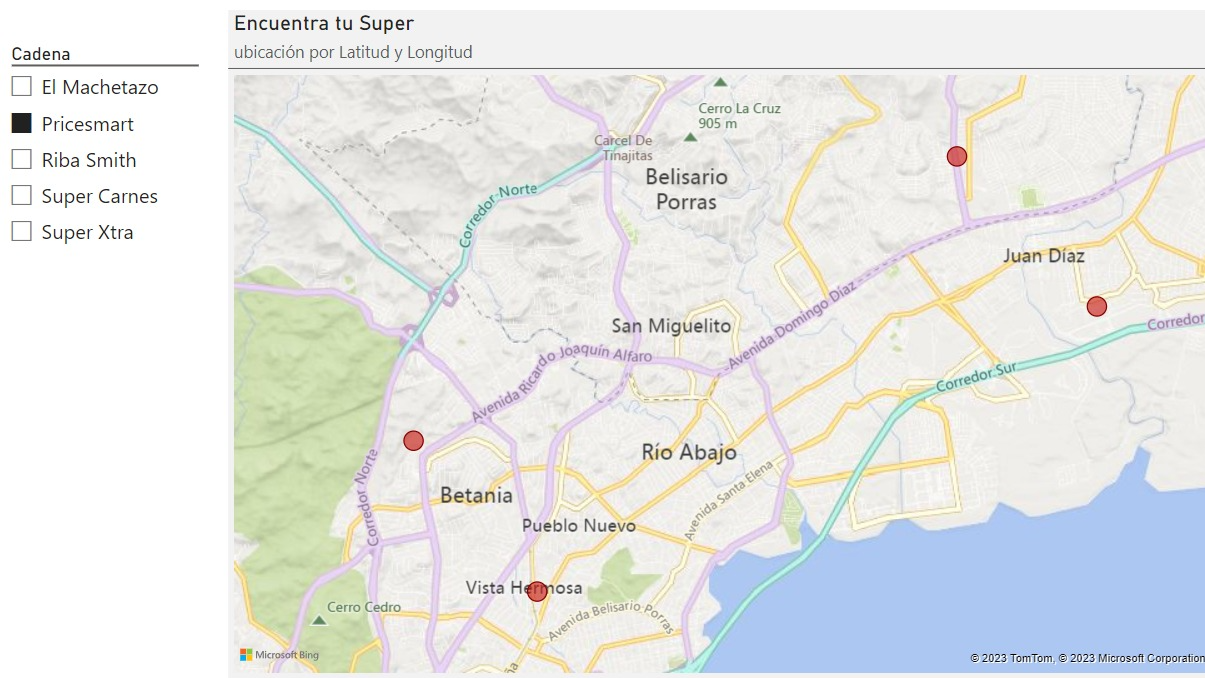 Encuentra tu Super
ubicación por Latitud y Longitud
Cadena
El Machetazo
Pricesmart
Riba Smith
Super Carnes
Super Xtra
Cerro La Cruz
905 m
Carcel De
Tinajitas
Belisario
Porras
Corredor Norte
Juan Díaz
Avenida Domingo Díaz
San Miguelito
Corredor
Avenida Ricardo Joaquín Alfaro
Corredor Sur
Río Abajo
Corredor Norte
Betania
Avenida Santa Elena
Pueblo Nuevo
Vista Hermosa
Cerro Cedro
Avenida Belisario Porras
Microsoft Bing
© 2023 TomTom, © 2023 Microsoft Corporation